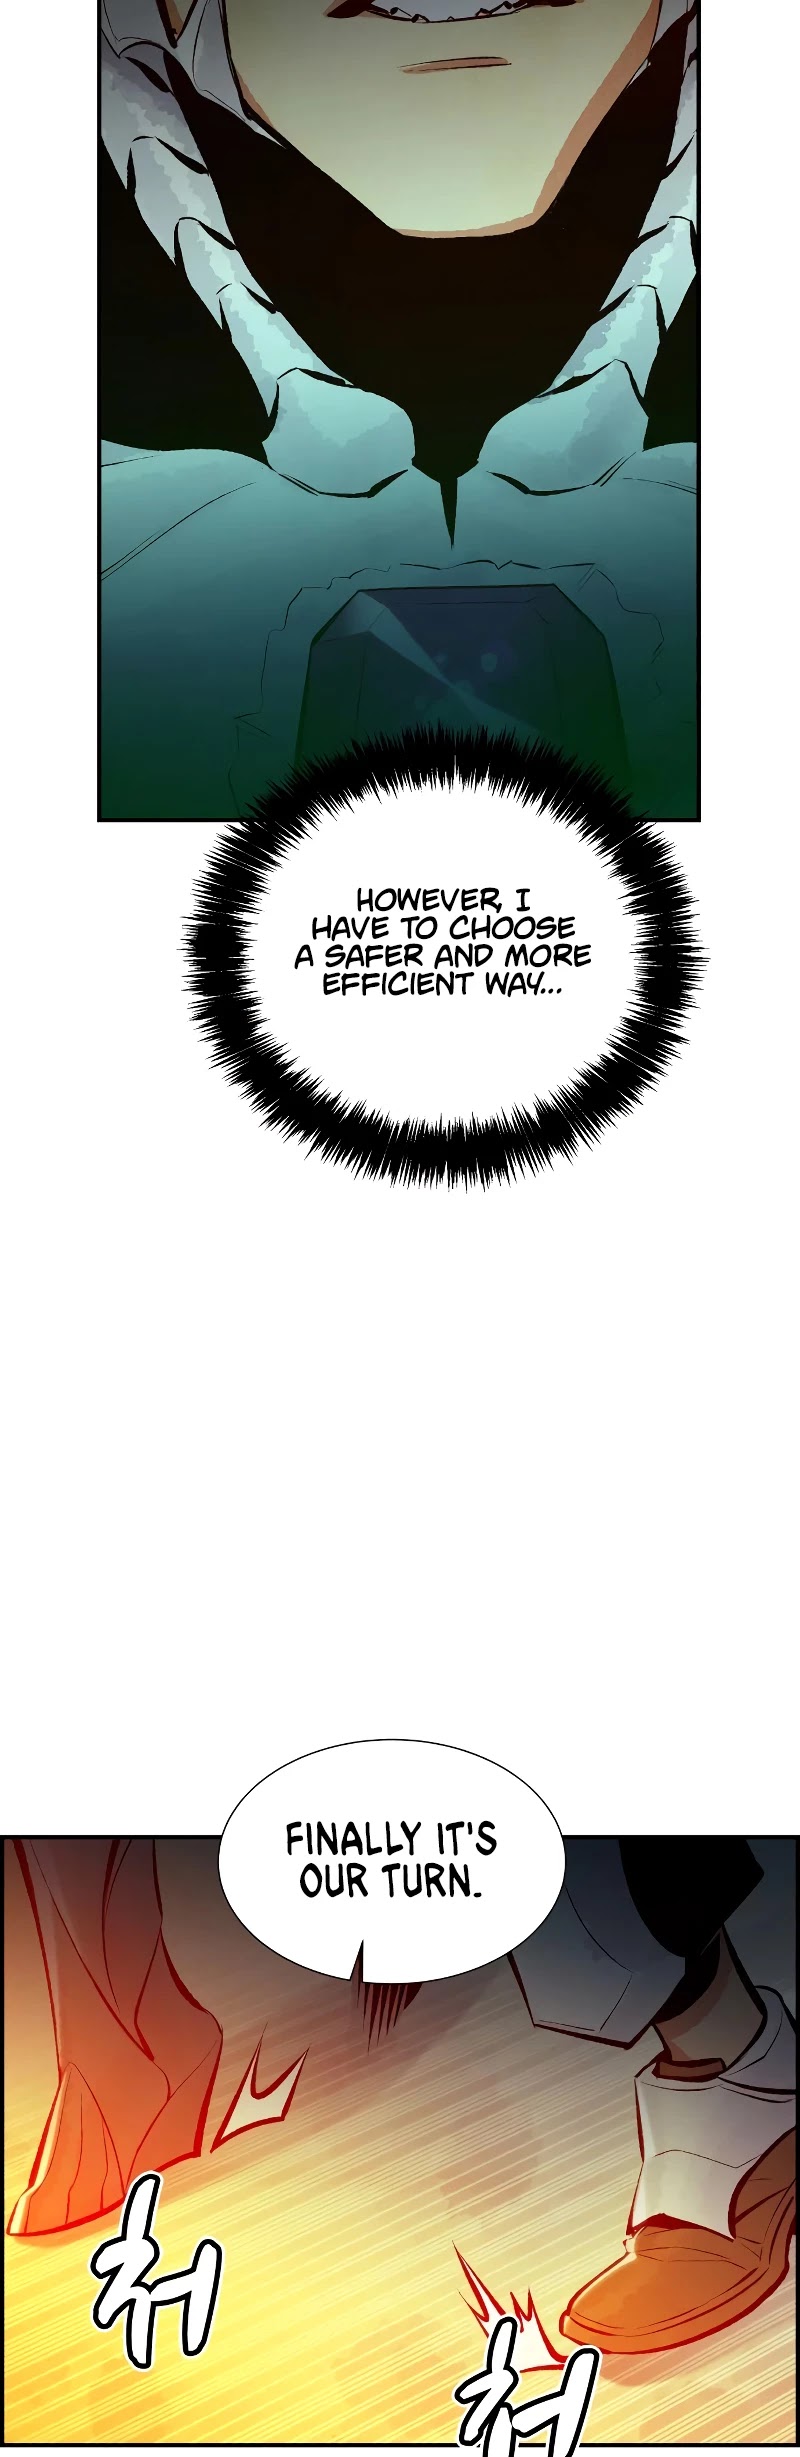 HOWEVER, I
HAVE TO CHOOSE
A SAFER AND MORE
EFFICIENT WAY...
FINALLY IT'S
OUR TURN.
척
척